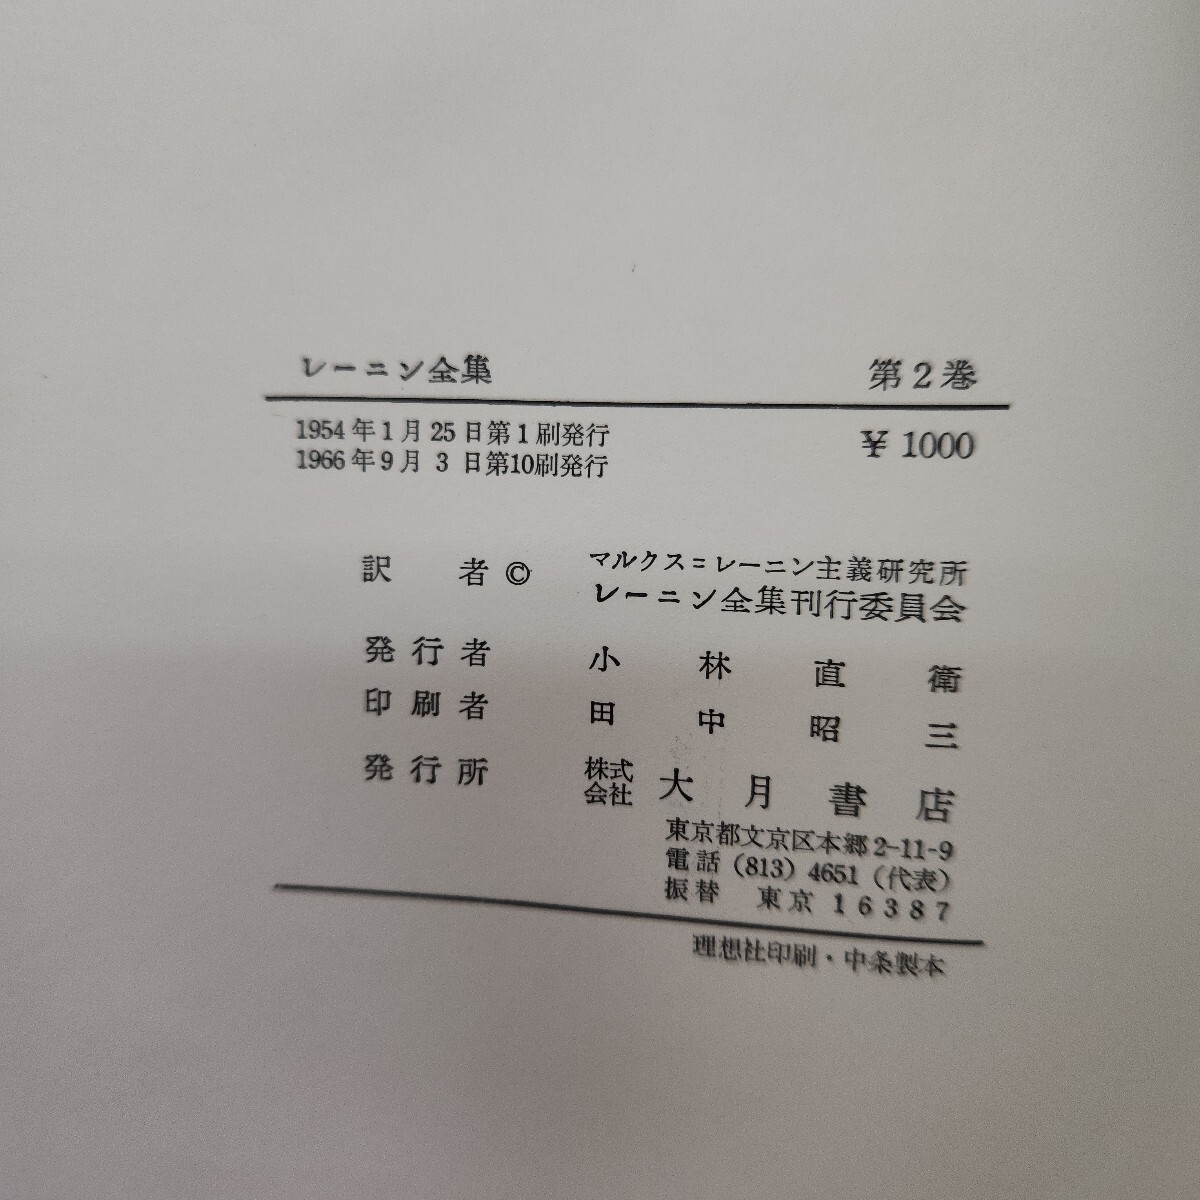 レーニン全集 第2巻
1954年1月25日第1刷発行 ¥1000
1966年9月3日第10刷発行
訳者© マルクス=レーニン主義研究所
レーニン全集刊行委員会
発行者 小林直衛
印刷者 田中昭三
発行所 株式会社 大月書店
東京都文京区本郷2-11-9
電話(813)4651(代表)
振替 東京16387
理想社印刷・中条製本